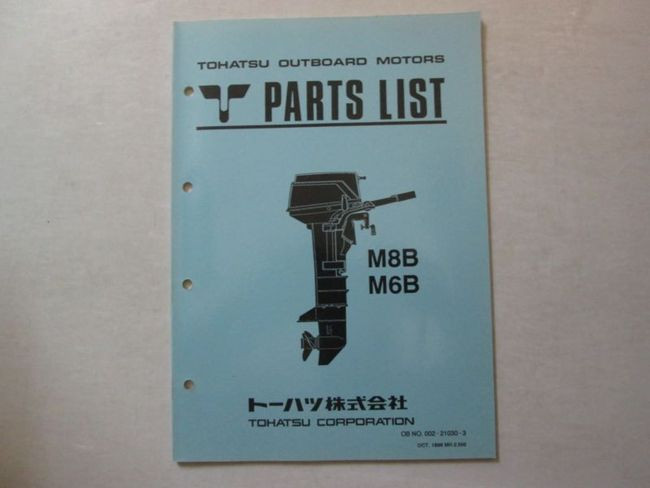 TOHATSU OUTBOARD MOTORS
PARTS LIST
M8B
M6B
トーハツ株式会社
TOHATSU CORPORATION
OB NO. 002-21030-3
OCT.